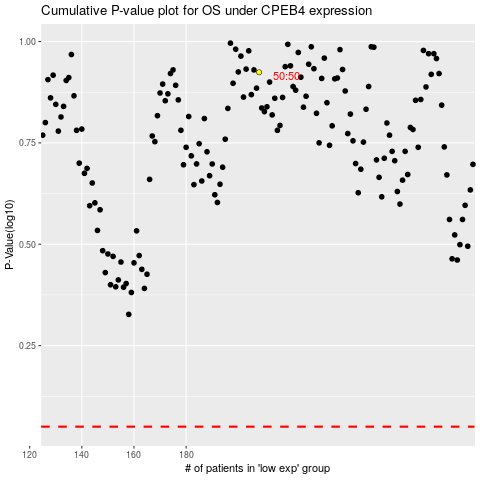 Cumulative P-value plot for OS under CPEB4 expression
1.00
50:50
0.75
P-Value(log10)
0.50
0.25
120 140 160 180
# of patients in 'low exp' group